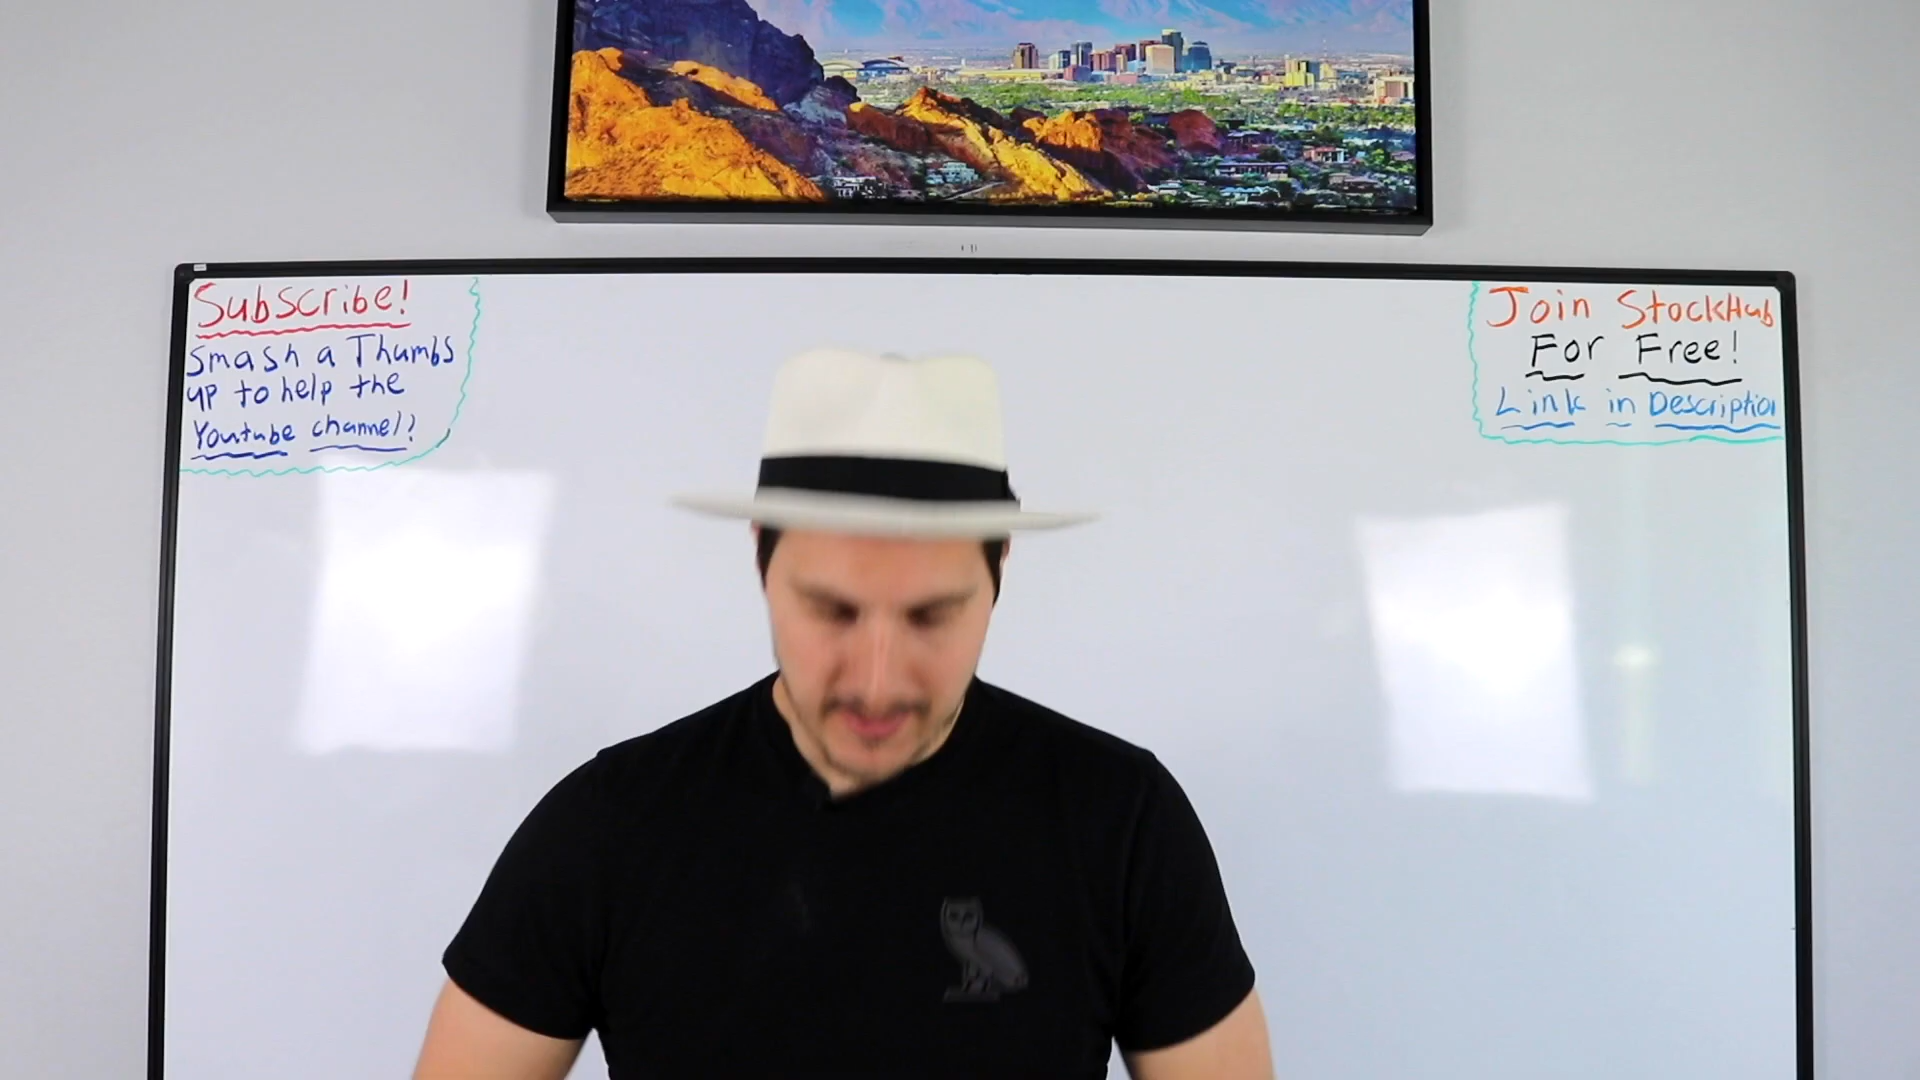 Subscribe!
Smash a Thumbs
up to help the
Youtube channel!
Join StockHub
For Free!
Link in Description